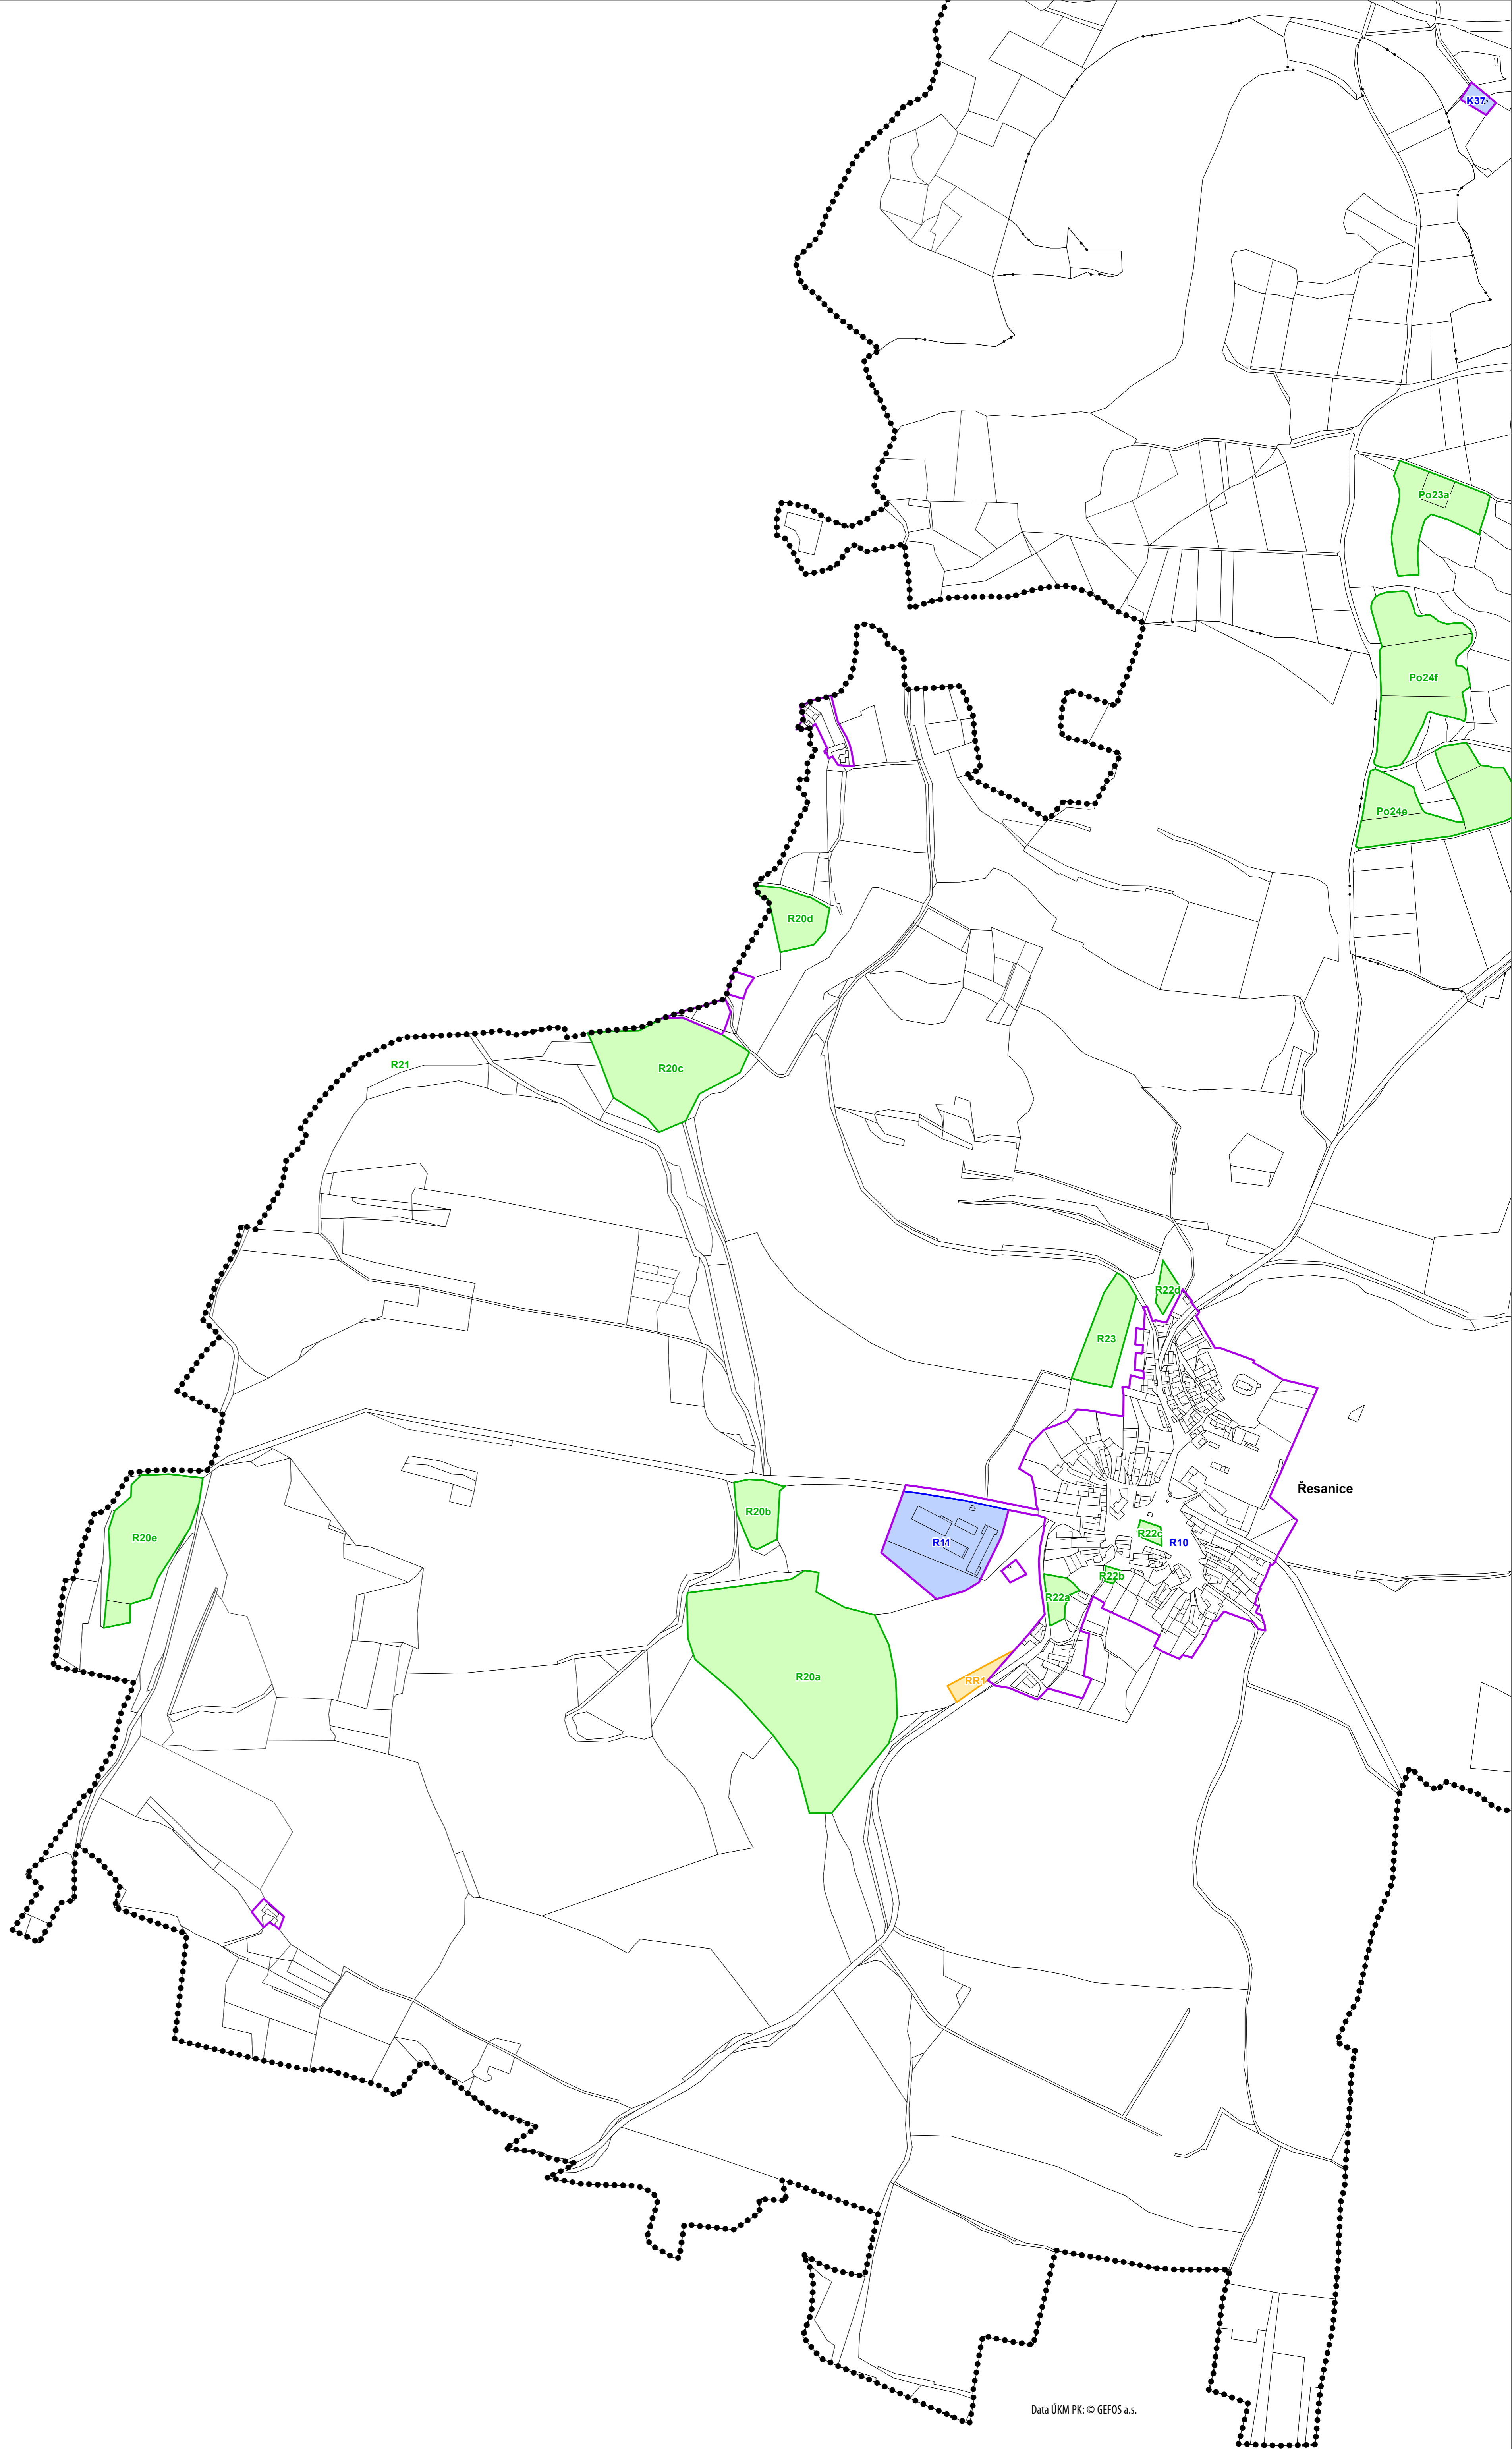 K37
Po23a
Po24f
Po24e
R20d
R21
R20c
R22d
R23
Řesanice
R20b
R20e
R11
R22c
R10
R22b
R22a
R20a
RR1
Data ÚKM PK: © GEFOS a.s.